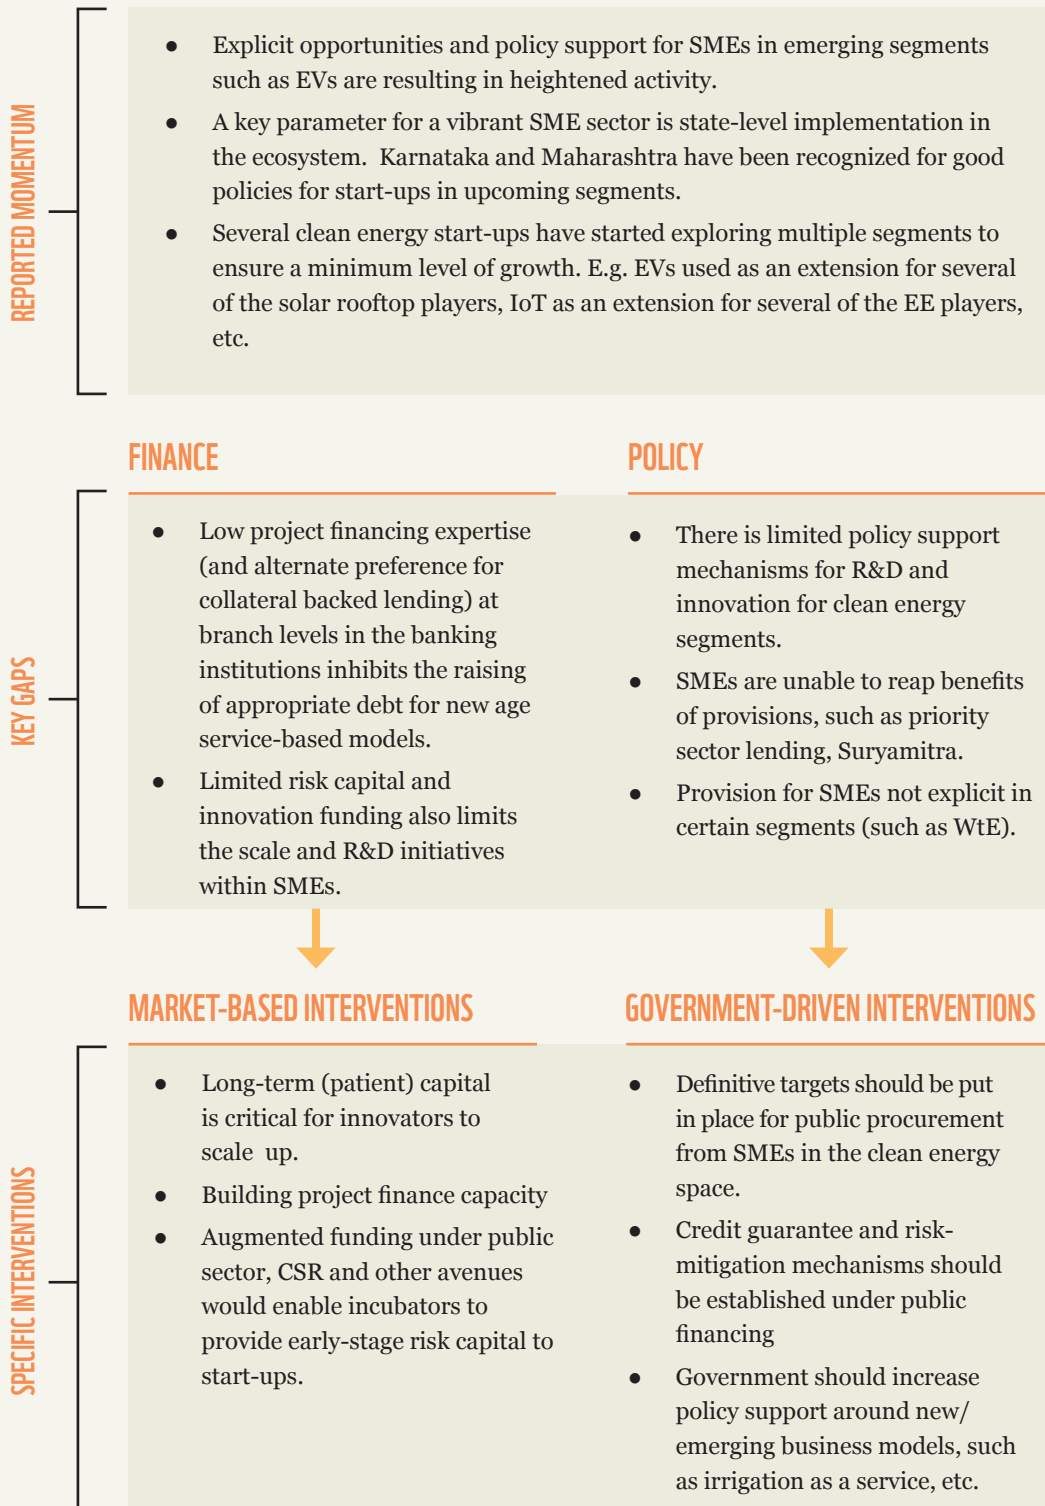 REPORTED MOMENTUM
● Explicit opportunities and policy support for SMEs in emerging segments
such as EVs are resulting in heightened activity.
● A key parameter for a vibrant SME sector is state-level implementation in
the ecosystem.  Karnataka and Maharashtra have been recognized for good
policies for start-ups in upcoming segments.
● Several clean energy start-ups have started exploring multiple segments to
ensure a minimum level of growth. E.g. EVs used as an extension for several
of the solar rooftop players, IoT as an extension for several of the EE players,
etc.
KEY GAPS
FINANCE
● Low project financing expertise
(and alternate preference for
collateral backed lending) at
branch levels in the banking
institutions inhibits the raising
of appropriate debt for new age
service-based models.
● Limited risk capital and
innovation funding also limits
the scale and R&D initiatives
within SMEs.
POLICY
● There is limited policy support
mechanisms for R&D and
innovation for clean energy
segments.
● SMEs are unable to reap benefits
of provisions, such as priority
sector lending, Suryamitra.
● Provision for SMEs not explicit in
certain segments (such as WtE).
SPECIFIC INTERVENTIONS
MARKET-BASED INTERVENTIONS
● Long-term (patient) capital
is critical for innovators to
scale  up.
● Building project finance capacity
● Augmented funding under public
sector, CSR and other avenues
would enable incubators to
provide early-stage risk capital to
start-ups.
GOVERNMENT-DRIVEN INTERVENTIONS
● Definitive targets should be put
in place for public procurement
from SMEs in the clean energy
space.
● Credit guarantee and risk-
mitigation mechanisms should
be established under public
financing
● Government should increase
policy support around new/
emerging business models, such
as irrigation as a service, etc.